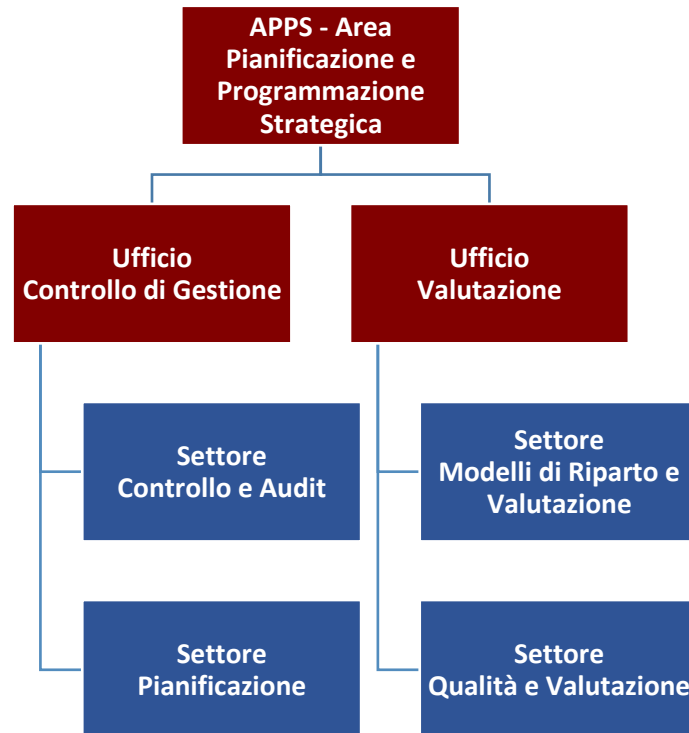 APPS - Area
Pianificazione e
Programmazione
Strategica
Ufficio
Controllo di Gestione
Ufficio
Valutazione
Settore
Controllo e Audit
Settore
Modelli di Riparto e
Valutazione
Settore
Pianificazione
Settore
Qualità e Valutazione